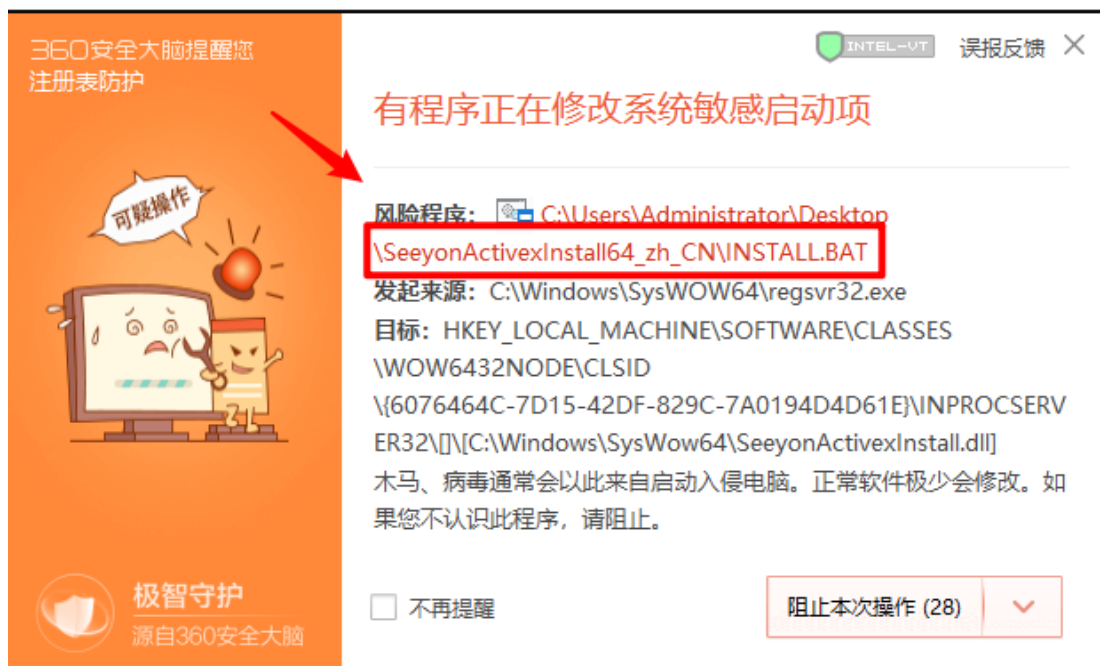 360安全大脑提醒您
注册表防护
可疑操作
极智守护
源自360安全大脑
INTEL-VT
误报反馈
有程序正在修改系统敏感启动项
风险程序： C:\Users\Administrator\Desktop
\SeeyonActivexInstall64_zh_CN\INSTALL.BAT
发起来源：C:\Windows\SysWOW64\regsvr32.exe
目标：HKEY_LOCAL_MACHINE\SOFTWARE\CLASSES
\WOW6432NODE\CLSID
\{6076464C-7D15-42DF-829C-7A0194D4D61E}\INPROCSERV
ER32\[]\[C:\Windows\SysWow64\SeeyonActivexInstall.dll]
木马、病毒通常会以此来自启动入侵电脑。正常软件极少会修改。如
果您不认识此程序，请阻止。
不再提醒
阻止本次操作 (28)